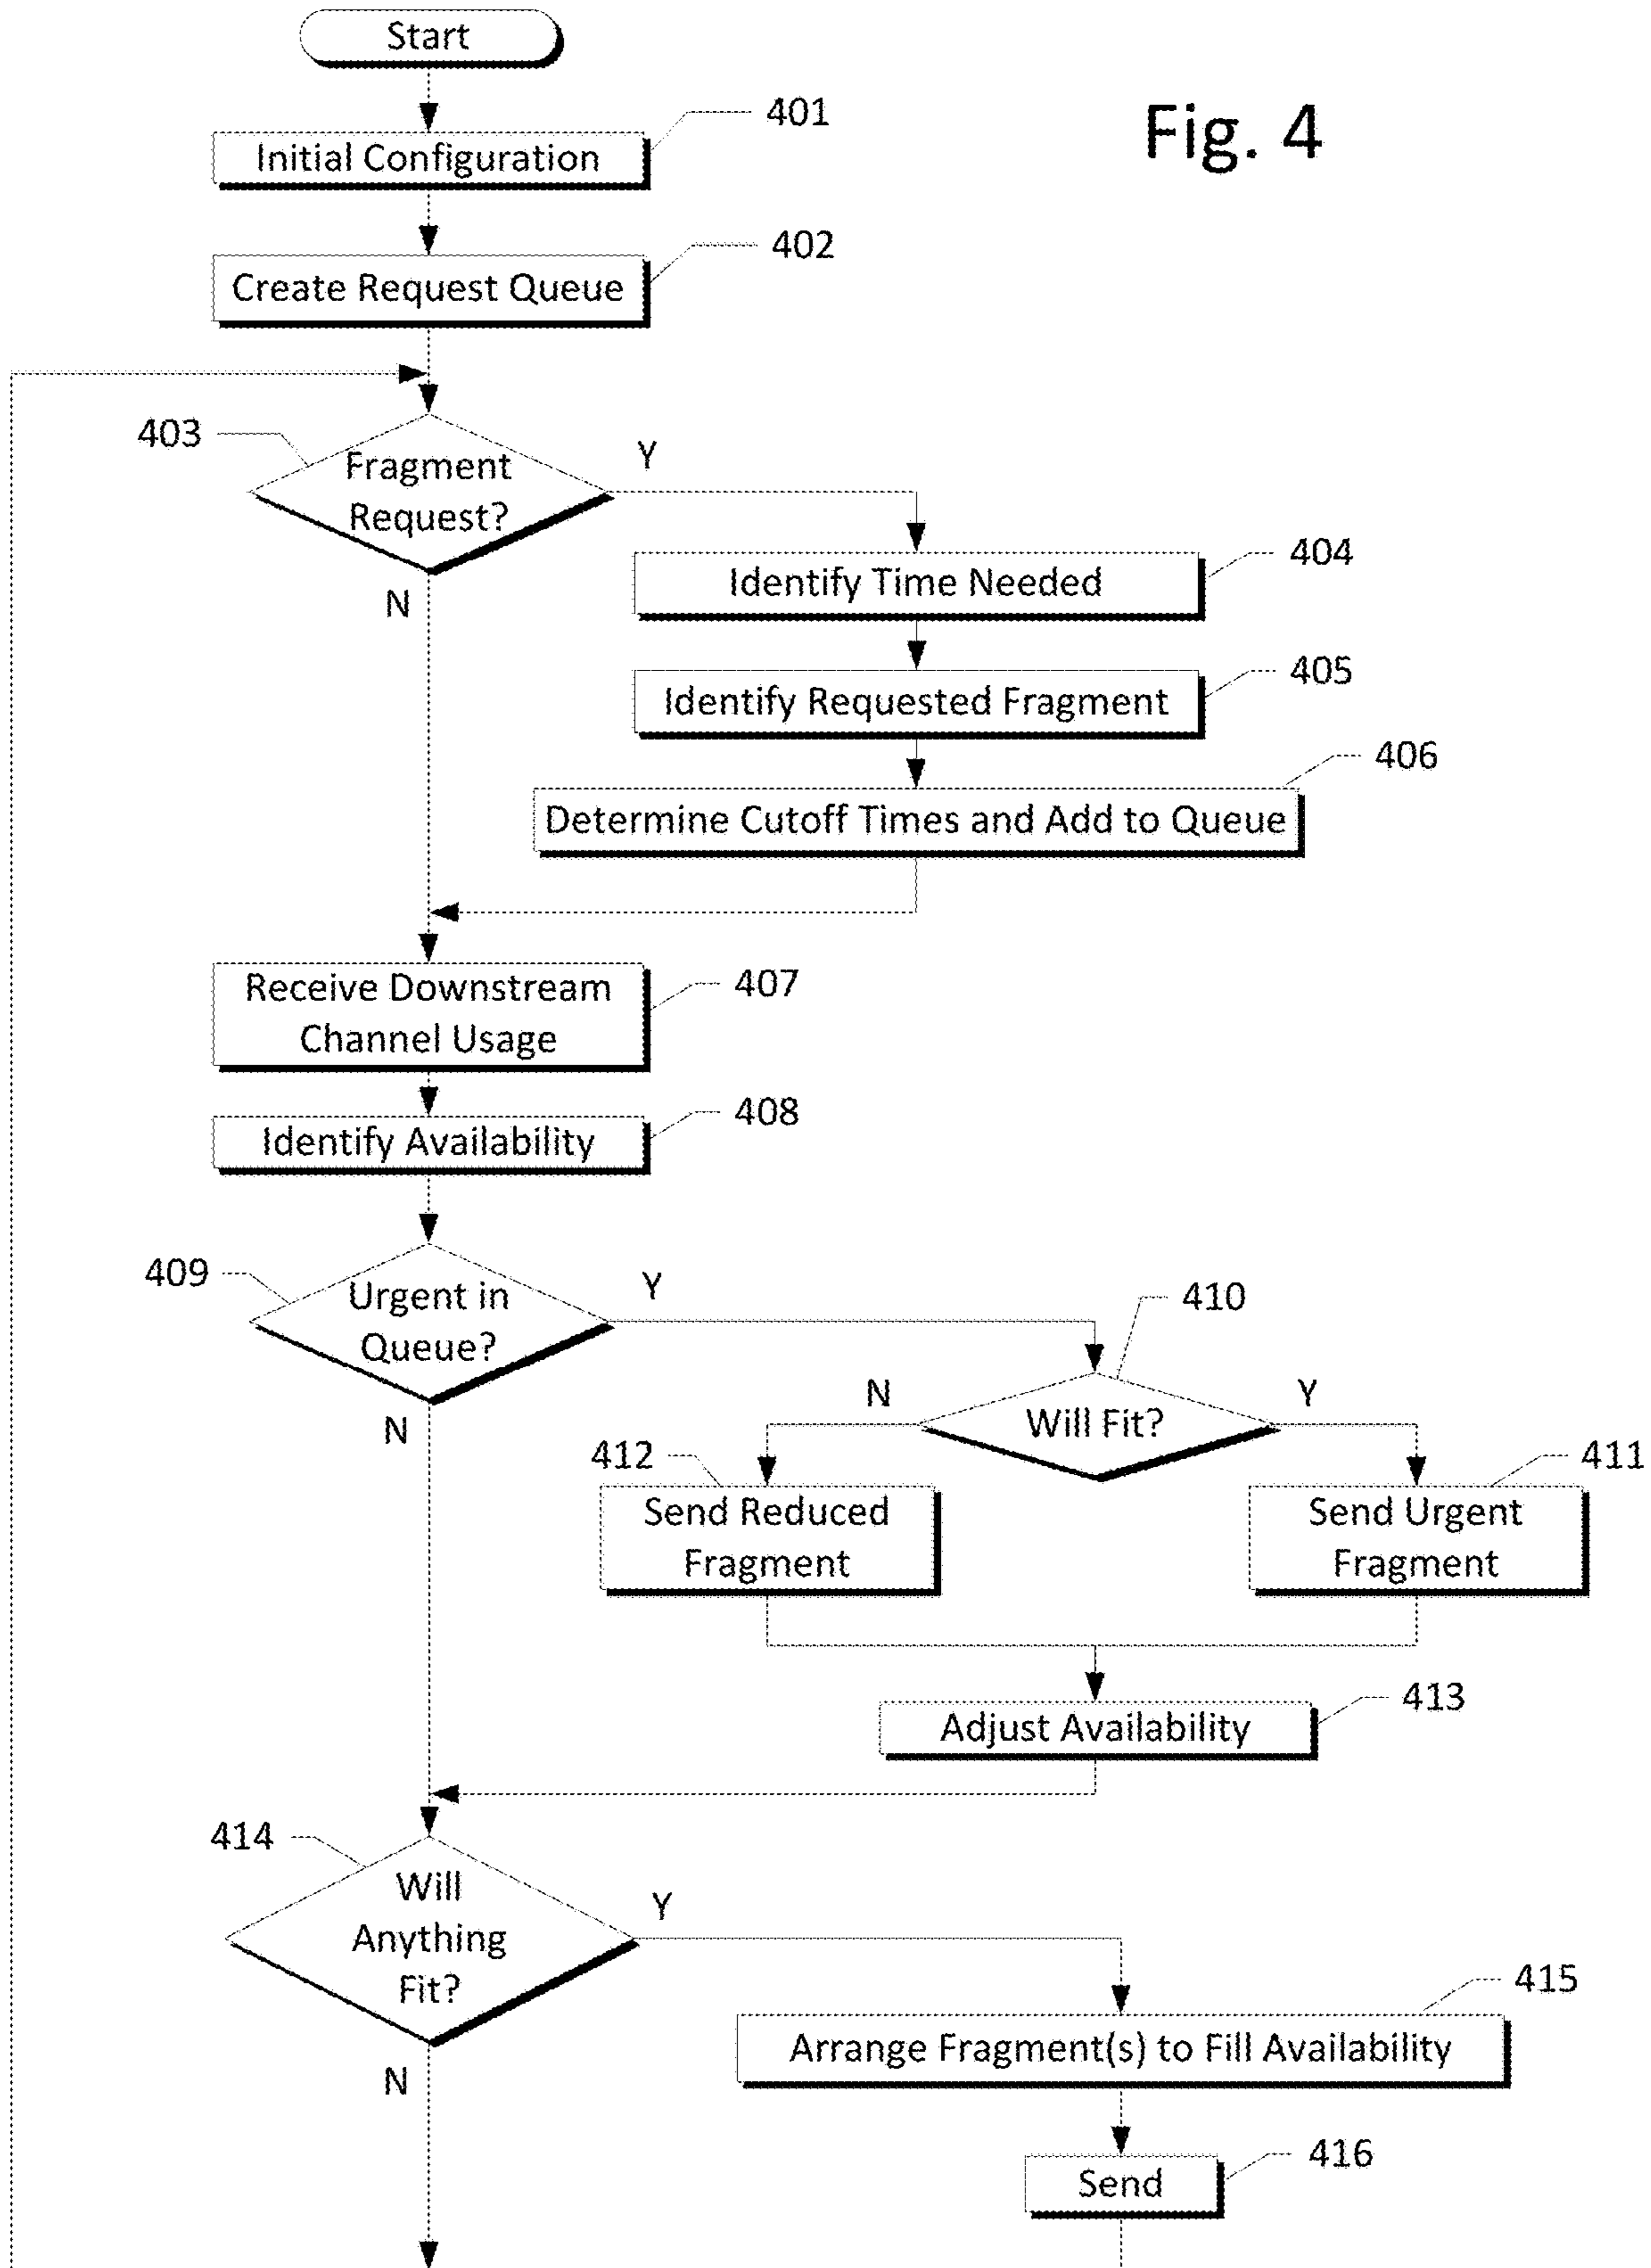 Start
Fig. 4
401
Initial Configuration
402
Create Request Queue
403
Fragment
Request?
Y
N
404
Identify Time Needed
405
Identify Requested Fragment
406
Determine Cutoff Times and Add to Queue
Receive Downstream
Channel Usage
407
408
Identify Availability
409
Urgent in
Queue?
Y
N
410
Will Fit?
N
Y
412
Send Reduced
Fragment
411
Send Urgent
Fragment
413
Adjust Availability
414
Will
Anything
Fit?
Y
N
415
Arrange Fragment(s) to Fill Availability
416
Send